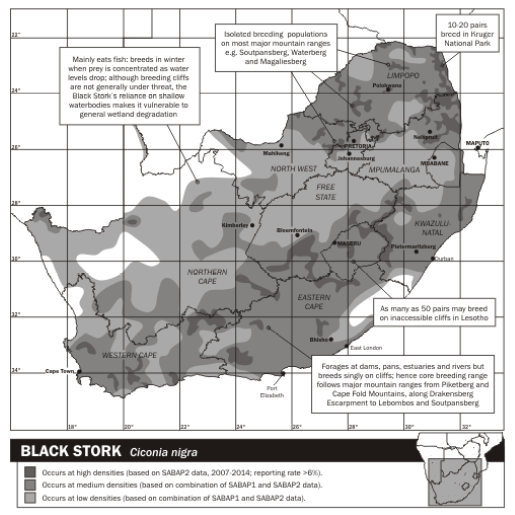 Isolated breeding populations
on most major mountain ranges
e.g. Soutpansberg, Waterberg
and Magaliesberg
10-20 pairs
breed in Kruger
National Park
Mainly eats fish: breeds in winter
when prey is concentrated as water
levels drop; although breeding cliffs
are not generally under threat, the
Black Stork's reliance on shallow
waterbodies makes it vulnerable to
general wetland degradation
22°
24°
26°
28°
30°
32°
34°
LIMPOPO
Polokwane
Nelspruit
MAPUTO
PRETORIA
Johannesburg
MBABANE
Mahikeng
NORTH WEST
MPUMALANGA
FREE
STATE
KWAZULU-
NATAL
Kimberley
Bloemfontein
MASERU
Pietermaritzburg
Durban
NORTHERN
CAPE
EASTERN
CAPE
As many as 50 pairs may breed
on inaccessible cliffs in Lesotho
Bhisho
East London
WESTERN CAPE
Cape Town
Port
Elizabeth
Forages at dams, pans, estuaries and rivers but
breeds singly on cliffs; hence core breeding range
follows major mountain ranges from Piketberg and
Cape Fold Mountains, along Drakensberg
Escarpment to Lebombos and Soutpansberg
18° 20° 22° 24° 26° 28° 30° 32°
BLACK STORK Ciconia nigra
Occurs at high densities (based on SABAP2 data, 2007-2014; reporting rate >6%).
Occurs at medium densities (based on combination of SABAP1 and SABAP2 data).
Occurs at low densities (based on combination of SABAP1 and SABAP2 data).